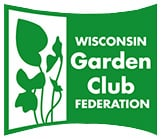 WISCONSIN
Garden
Club
FEDERATION